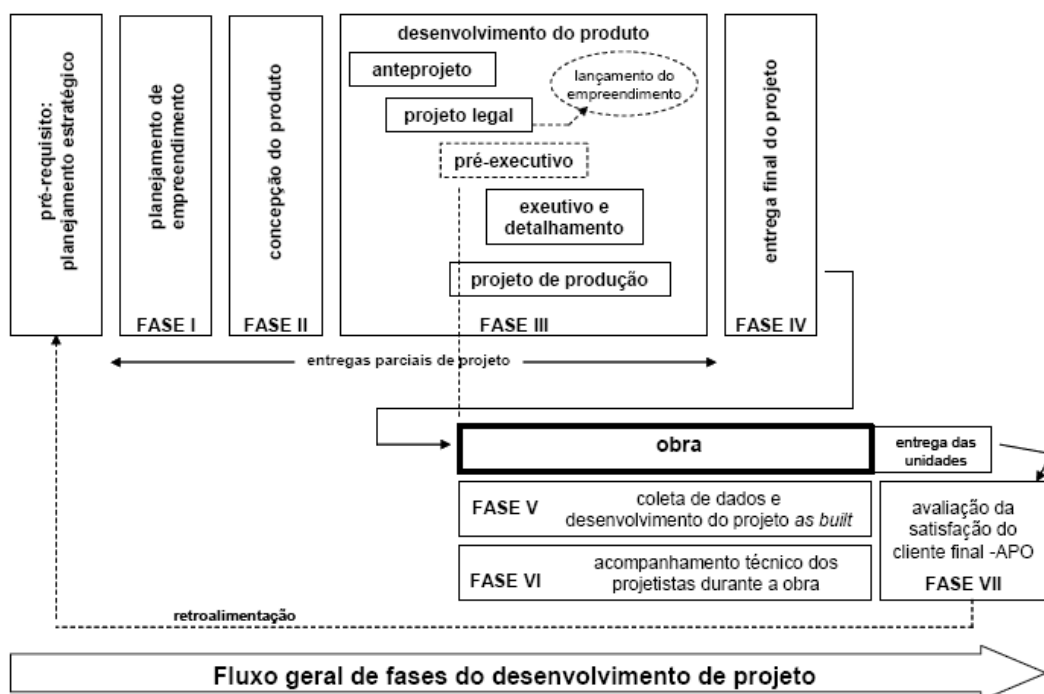 pré-requisito:
planejamento estratégico
planejamento de
empreendimento
FASE I
concepção do produto
FASE II
desenvolvimento do produto
anteprojeto
lançamento do
empreendimento
projeto legal
pré-executivo
exeutivo e
detalhamento
projeto de produção
FASE III
entrega final do projeto
FASE IV
entregas parciais de projeto
obra
entrega das
unidades
FASE V
coleta de dados e
desenvolvimento do projeto as built
FASE VI
acompanhamento técnico dos
projetistas durante a obra
avaliação da
satisfação do
cliente final -APO
FASE VII
retroalimentação
Fluxo geral de fases do desenvolvimento de projeto